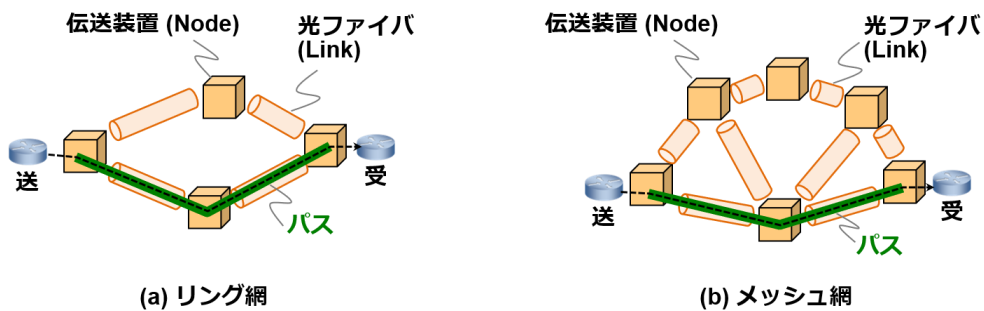 伝送装置 (Node)
光ファイバ
(Link)
送
受
パス
(a) リング網
伝送装置 (Node)
光ファイバ
(Link)
送
受
パス
(b) メッシュ網